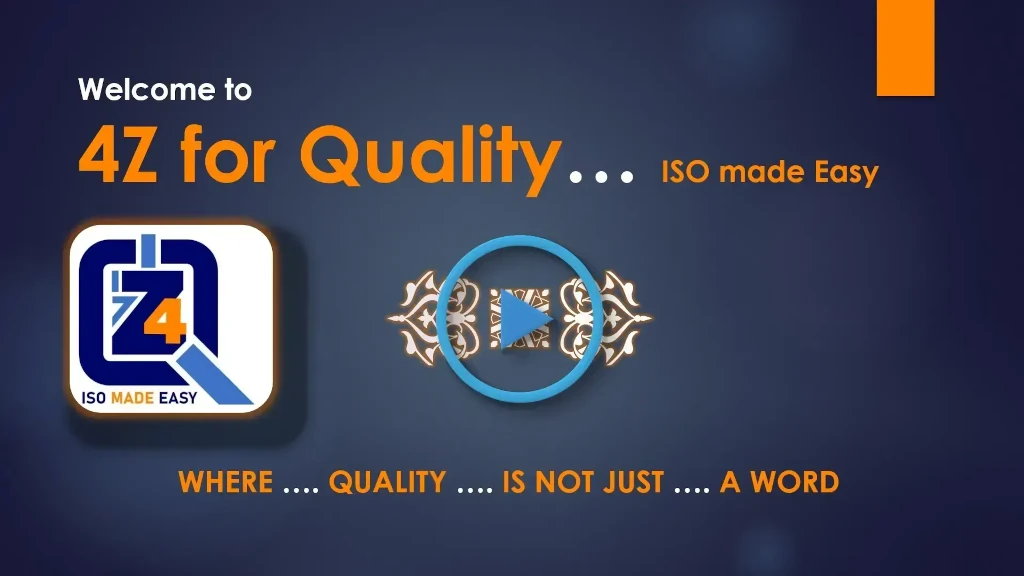 Welcome to
4Z for Quality... ISO made Easy
Z
4
ISO MADE EASY
WHERE .... QUALITY .... IS NOT JUST .... A WORD